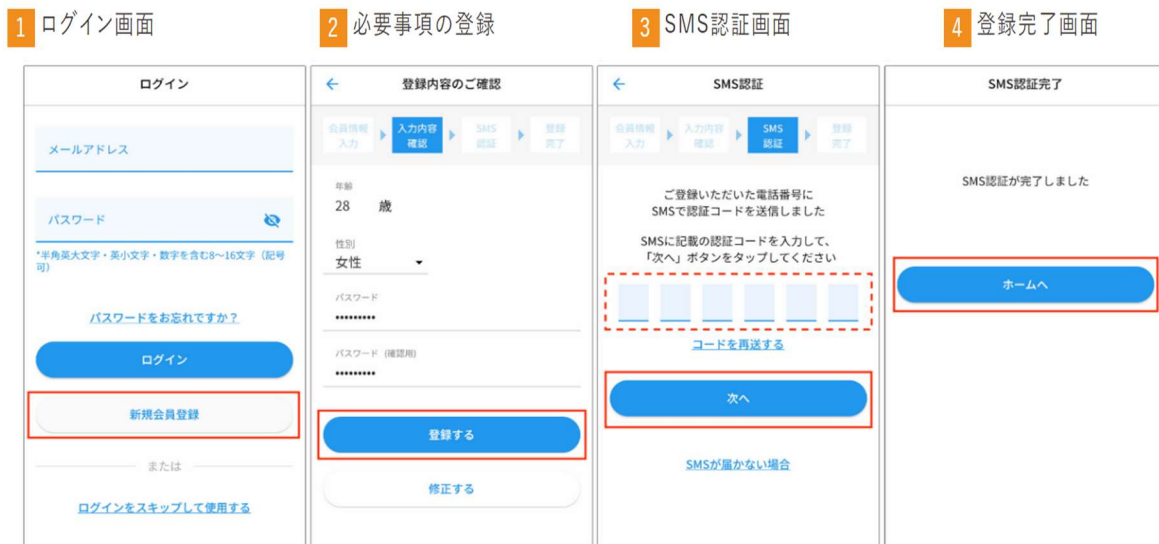 1 ログイン画面
2 必要事項の登録
3 SMS認証画面
4 登録完了画面
ログイン
メールアドレス
パスワード
*半角英大文字・英小文字・数字を含む8～16文字（記号
可）
パスワードをお忘れですか？
ログイン
新規会員登録
または
ログインをスキップして使用する
登録内容のご確認
会員情報
入力
入力内容
確認
SMS
認証
登録
完了
年齢
28 歳
性別
女性
パスワード
•••••••••
パスワード (確認用)
•••••••••
登録する
修正する
SMS認証
会員情報
入力
入力内容
確認
SMS
認証
登録
完了
ご登録いただいた電話番号に
SMSで認証コードを送信しました
SMSに記載の認証コードを入力して、
「次へ」ボタンをタップしてください
コードを再送する
次へ
SMSが届かない場合
SMS認証完了
SMS認証が完了しました
ホームへ